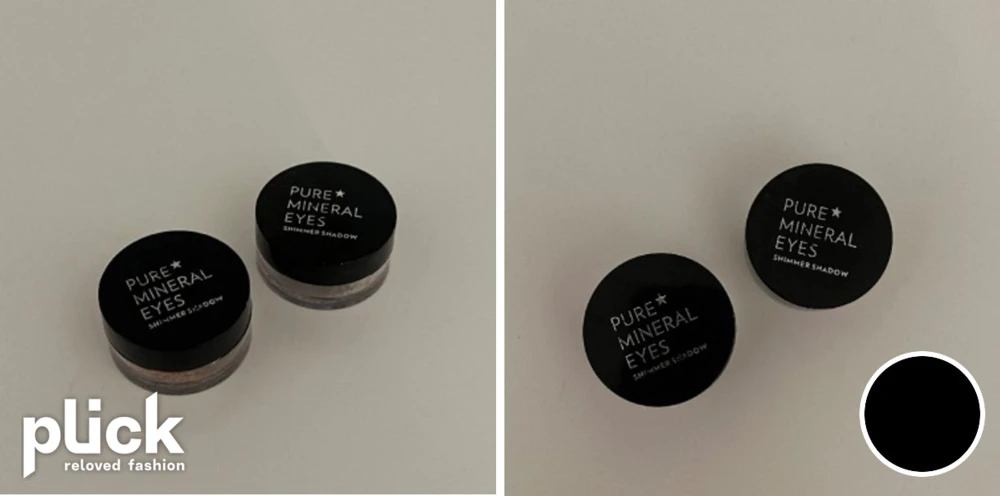 PURE★
MINERAL
EYES
SHIMMER SHADOW
PURE★
MINERAL
EYES
SHIMMER SHADOW
plick
reloved fashion
PURE★
MINERAL
EYES
SHIMMER SHADOW
PURE★
MINERAL
EYES
SHIMMER SHADOW